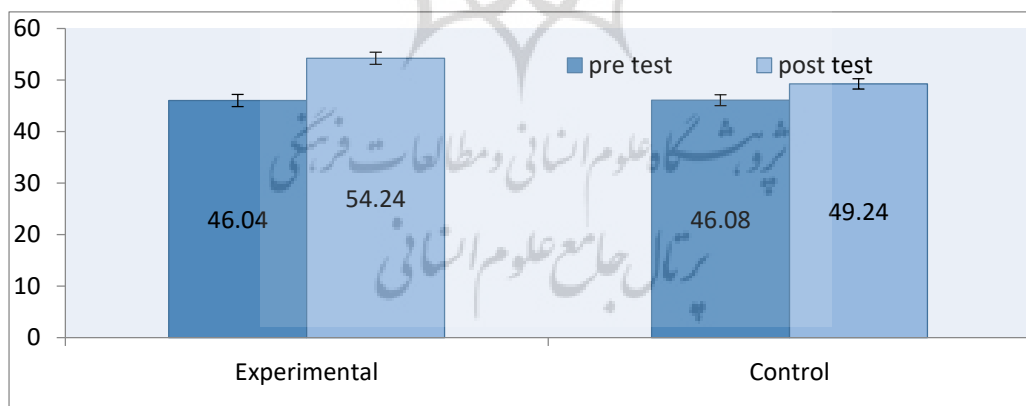 60
50
40
30
20
10
0
pre test
post test
پژوهشگاه علوم انسانی و مطالعات فرهنگی
پرتال جامع علوم انسانی
46.04
54.24
46.08
49.24
Experimental
Control